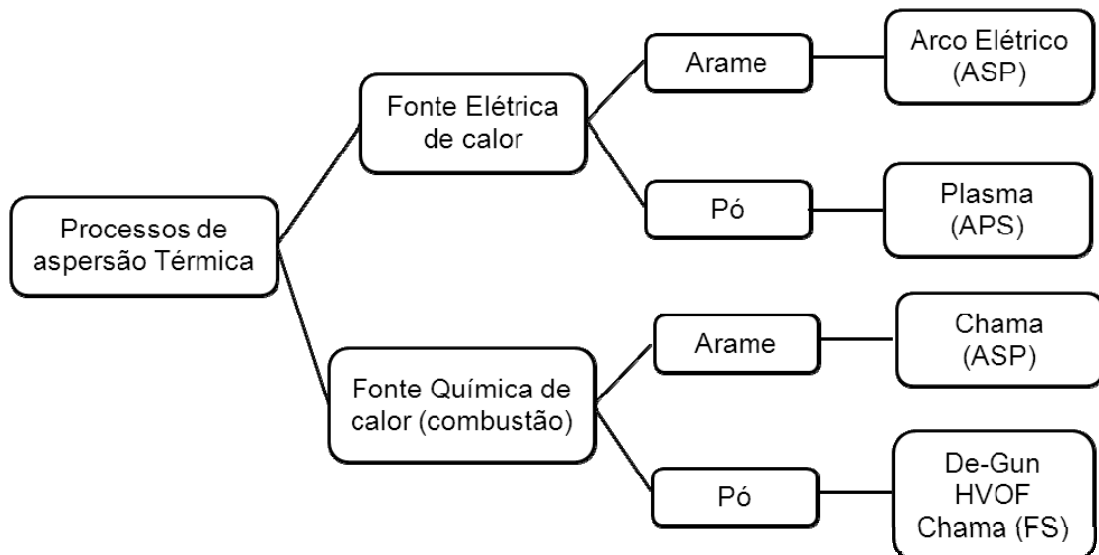 Processos de
aspersão Térmica
Fonte Elétrica
de calor
Arame
Arco Elétrico
(ASP)
Pó
Plasma
(APS)
Fonte Química de
calor (combustão)
Arame
Chama
(ASP)
Pó
De-Gun
HVOF
Chama (FS)